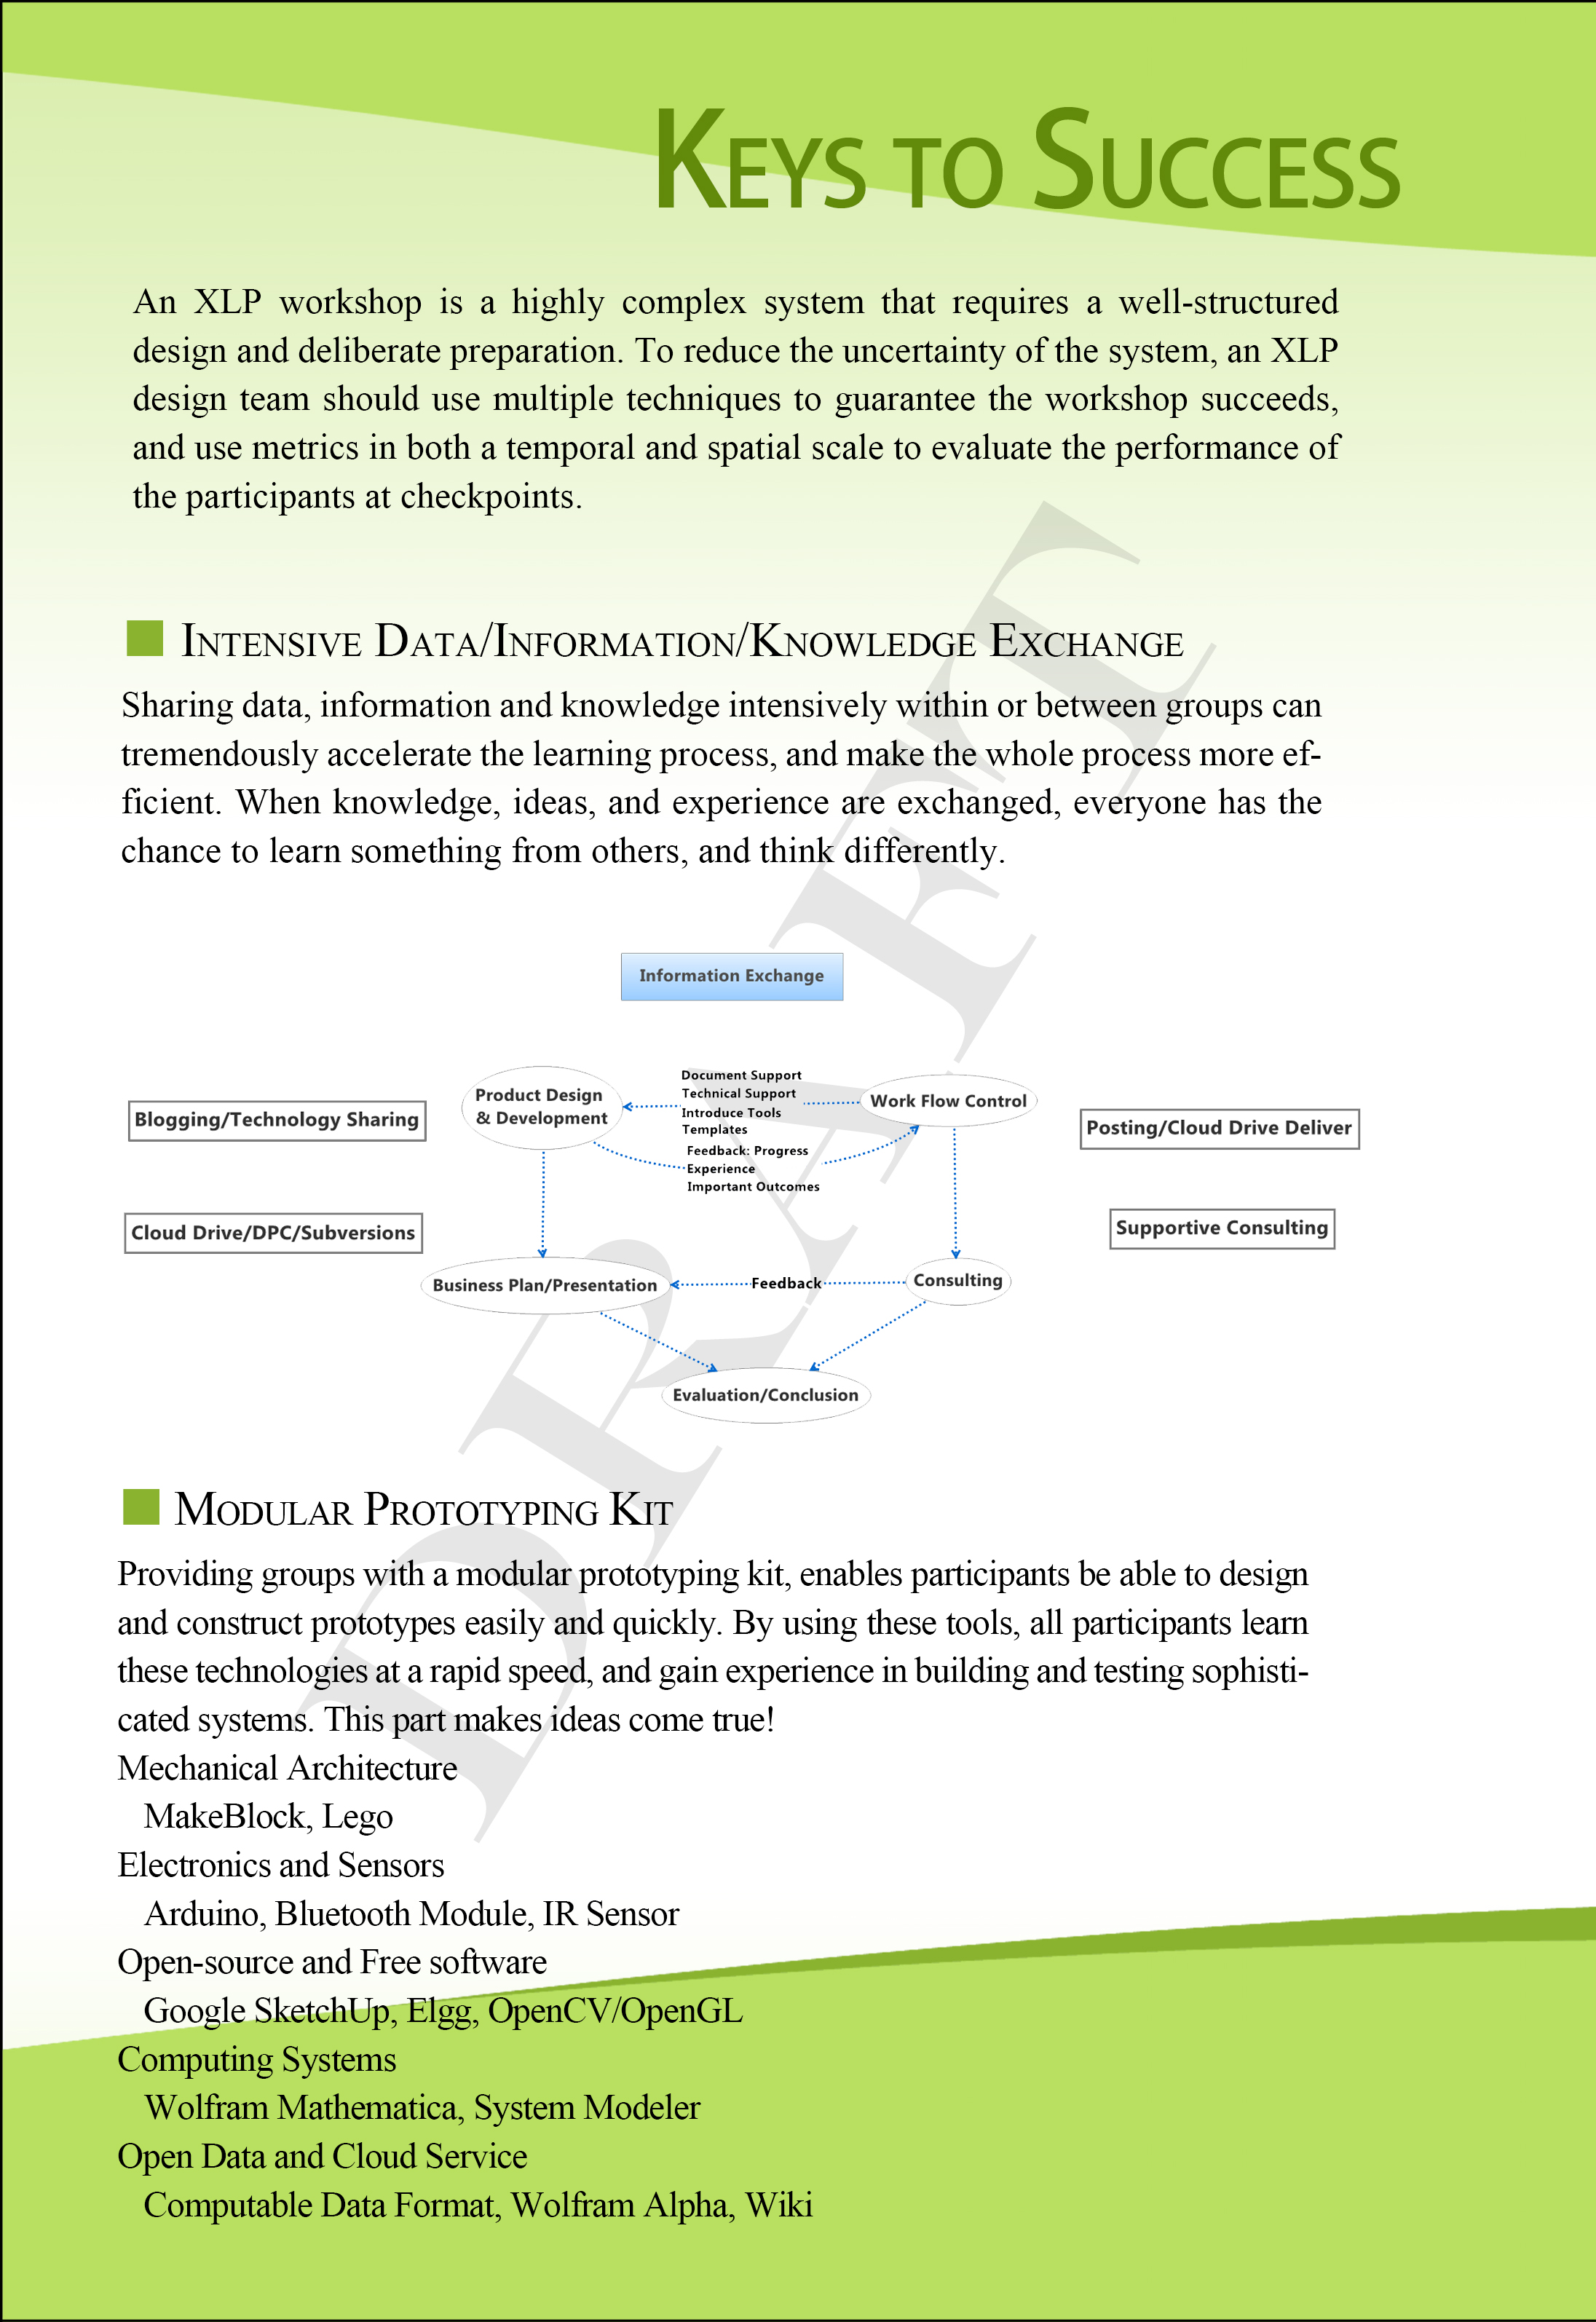 KEYS TO SUCCESS
An XLP workshop is a highly complex system that requires a well-structured
design and deliberate preparation. To reduce the uncertainty of the system, an XLP
design team should use multiple techniques to guarantee the workshop succeeds,
and use metrics in both a temporal and spatial scale to evaluate the performance of
the participants at checkpoints.
INTENSIVE DATA/INFORMATION/KNOWLEDGE EXCHANGE
Sharing data, information and knowledge intensively within or between groups can
tremendously accelerate the learning process, and make the whole process more ef-
ficient. When knowledge, ideas, and experience are exchanged, everyone has the
chance to learn something from others, and think differently.
Information Exchange
Blogging/Technology Sharing
Cloud Drive/DPC/Subversions
Product Design
& Development
Document Support
Technical Support
Introduce Tools
Templates
Feedback: Progress
Experience
Important Outcomes
Work Flow Control
Posting/Cloud Drive Deliver
Supportive Consulting
Business Plan/Presentation
Feedback
Consulting
Evaluation/Conclusion
MODULAR PROTOTYPING KIT
Providing groups with a modular prototyping kit, enables participants be able to design
and construct prototypes easily and quickly. By using these tools, all participants learn
these technologies at a rapid speed, and gain experience in building and testing sophisti-
cated systems. This part makes ideas come true!
Mechanical Architecture
MakeBlock, Lego
Electronics and Sensors
Arduino, Bluetooth Module, IR Sensor
Open-source and Free software
Google SketchUp, Elgg, OpenCV/OpenGL
Computing Systems
Wolfram Mathematica, System Modeler
Open Data and Cloud Service
Computable Data Format, Wolfram Alpha, Wiki
DRAFT